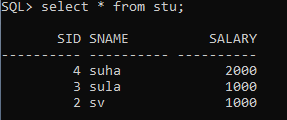 SQL> select * from stu;
SID SNAME SALARY
---------- ---------- ----------
4 suha 2000
3 sula 1000
2 sv 1000